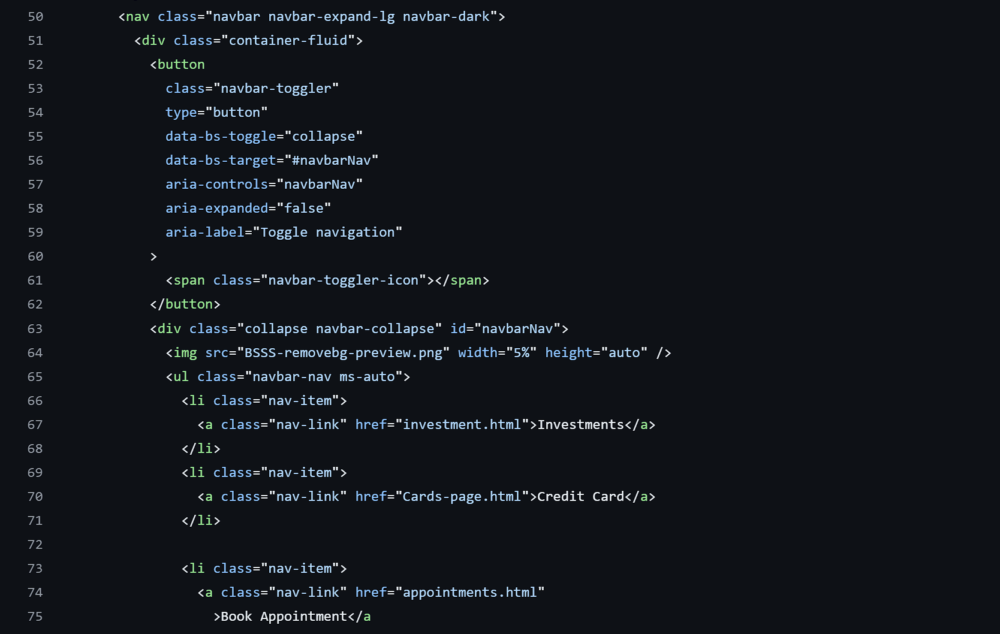 50 <nav class="navbar navbar-expand-lg navbar-dark">
51 <div class="container-fluid">
52 <button
53 class="navbar-toggler"
54 type="button"
55 data-bs-toggle="collapse"
56 data-bs-target="#navbarNav"
57 aria-controls="navbarNav"
58 aria-expanded="false"
59 aria-label="Toggle navigation"
60 >
61 <span class="navbar-toggler-icon"></span>
62 </button>
63 <div class="collapse navbar-collapse" id="navbarNav">
64 <img src="BSSS-removebg-preview.png" width="5%" height="auto" />
65 <ul class="navbar-nav ms-auto">
66 <li class="nav-item">
67 <a class="nav-link" href="investment.html">Investments</a>
68 </li>
69 <li class="nav-item">
70 <a class="nav-link" href="Cards-page.html">Credit Card</a>
71 </li>
72
73 <li class="nav-item">
74 <a class="nav-link" href="appointments.html"
75 >Book Appointment</a